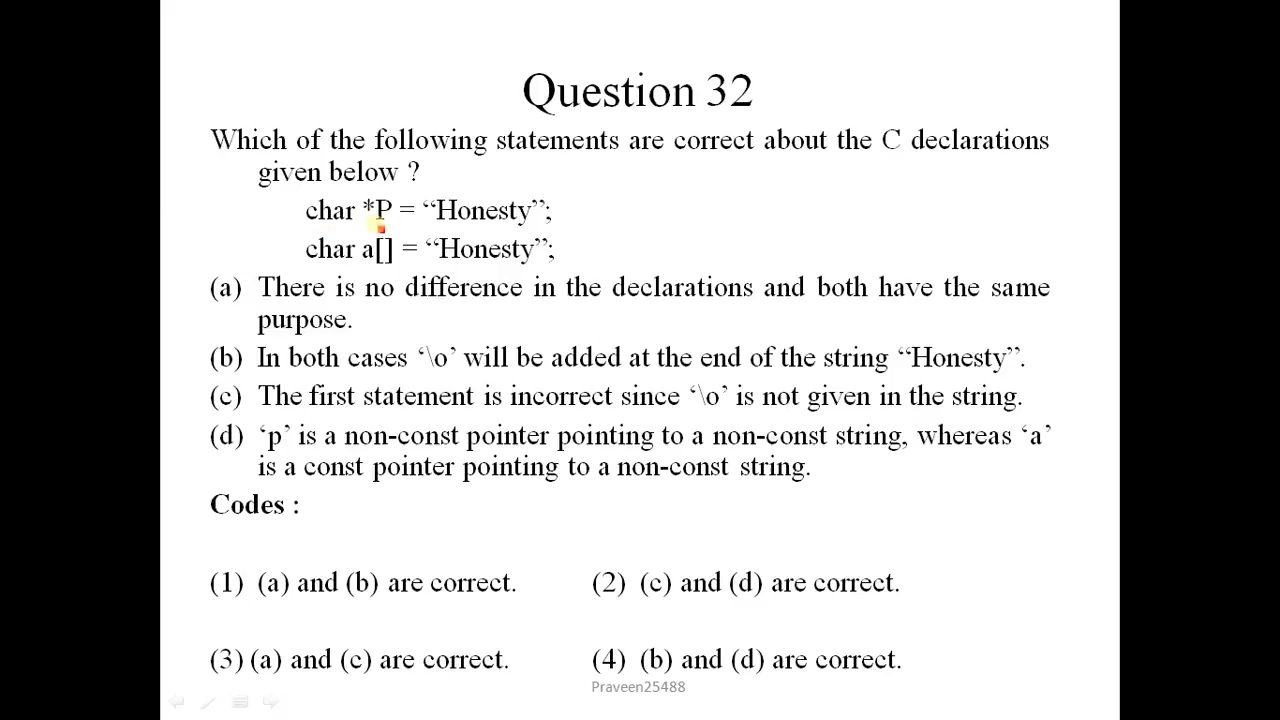 Question 32
Which of the following statements are correct about the C declarations
given below ?
char *P = “Honesty”;
char a[] = “Honesty”;
(a) There is no difference in the declarations and both have the same
purpose.
(b) In both cases ‘\o’ will be added at the end of the string “Honesty”.
(c) The first statement is incorrect since ‘\o’ is not given in the string.
(d) ‘p’ is a non-const pointer pointing to a non-const string, whereas ‘a’
is a const pointer pointing to a non-const string.
Codes :
(1) (a) and (b) are correct. (2) (c) and (d) are correct.
(3) (a) and (c) are correct. (4) (b) and (d) are correct.
Praveen25488